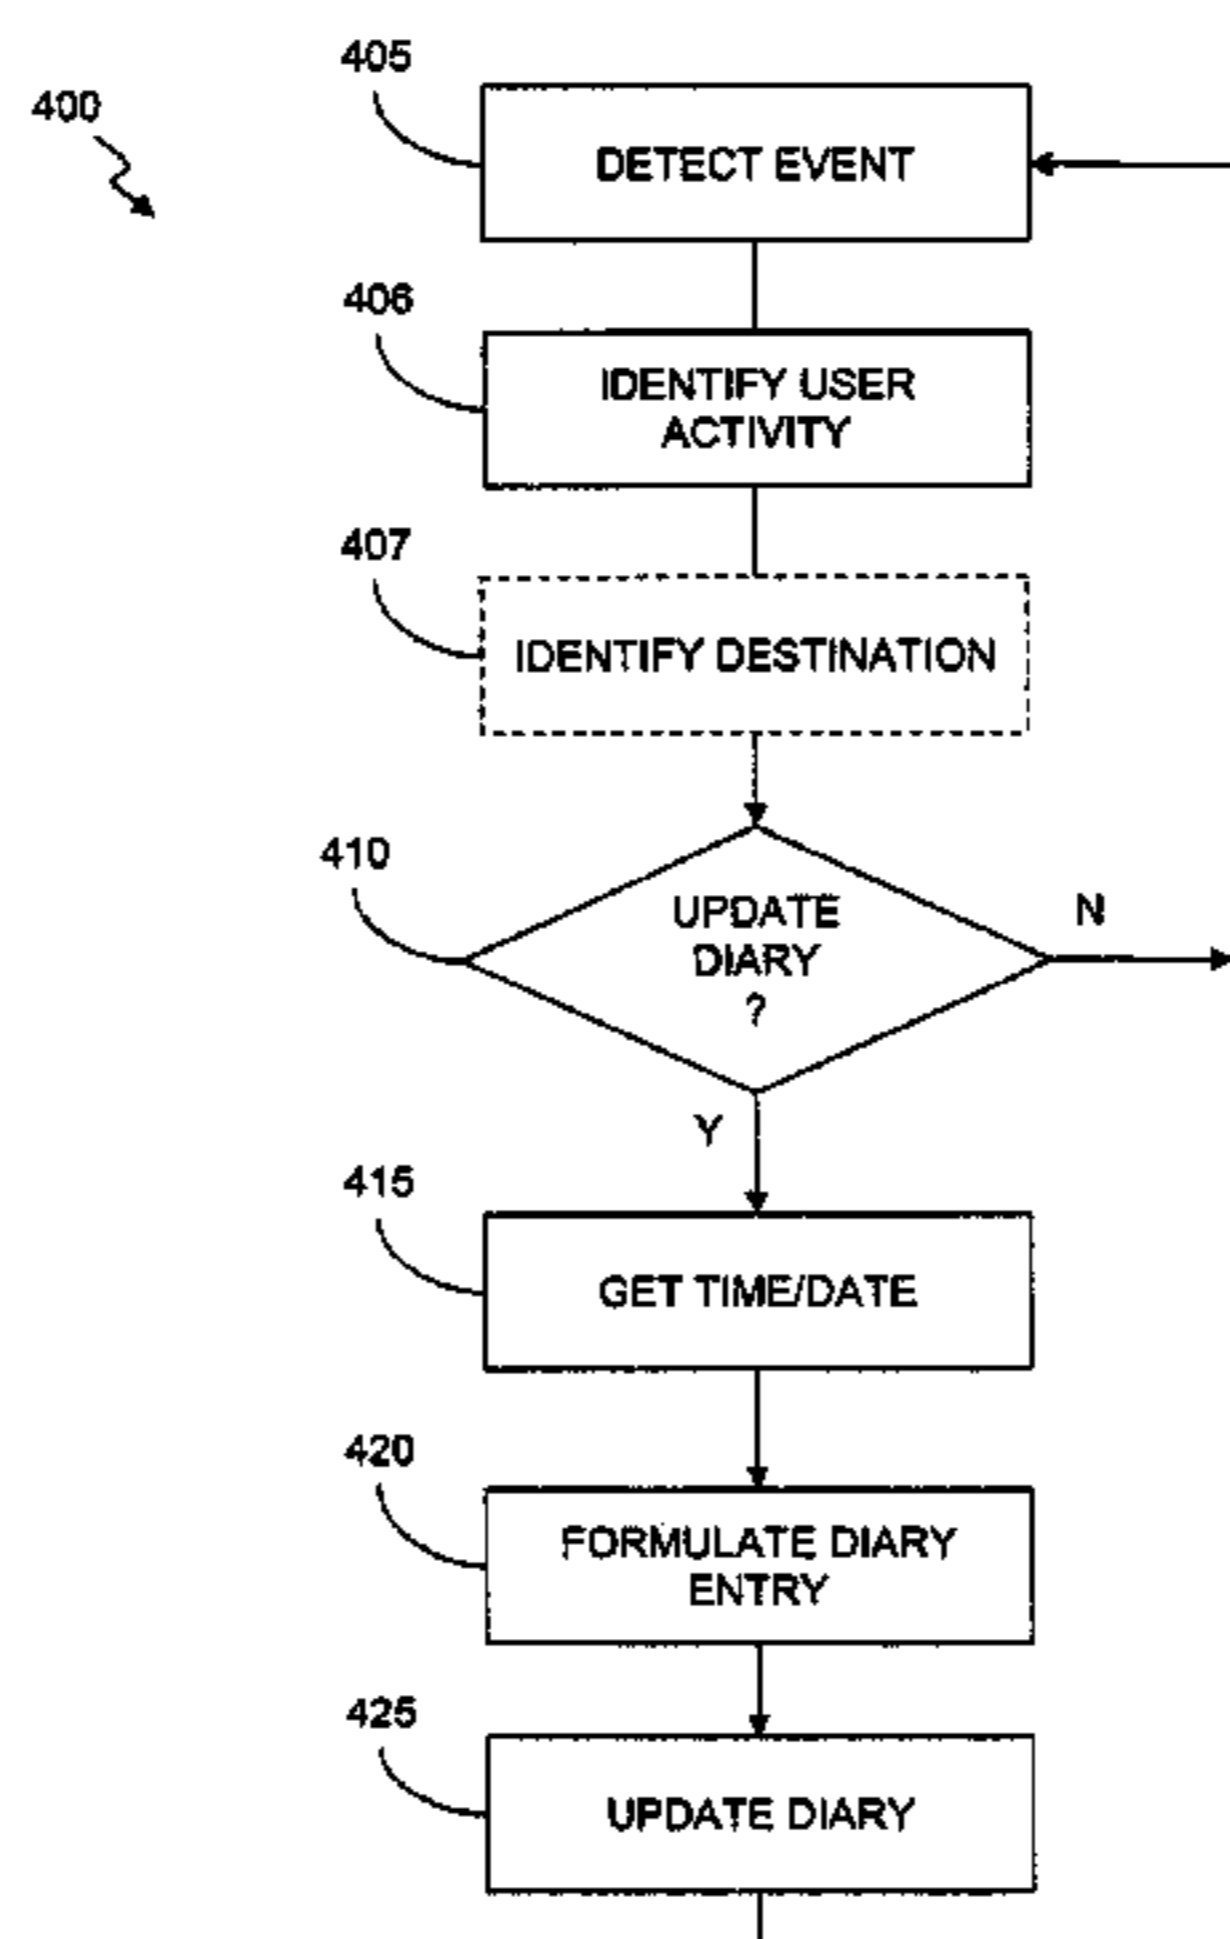 405
400
DETECT EVENT
406
IDENTIFY USER
ACTIVITY
407
IDENTIFY DESTINATION
410
UPDATE
DIARY
?
N
Y
415
GET TIME/DATE
420
FORMULATE DIARY
ENTRY
425
UPDATE DIARY